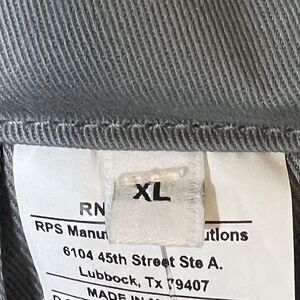 XL
RN
RPS Manu utions
6104 45th Street Ste A.
Lubbock, Tx 79407
MADE IN